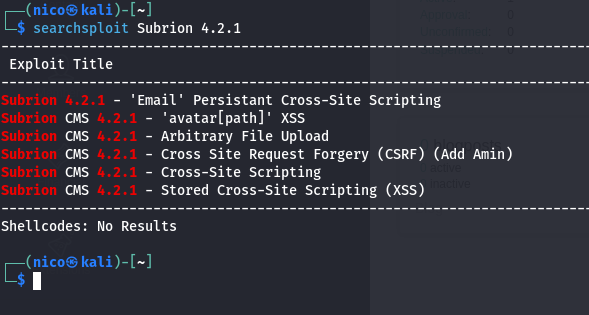 ┌──(nico㉿kali)-[~]
└─$ searchsploit Subrion 4.2.1
---------------------------------------------------------------
Exploit Title
---------------------------------------------------------------
Subrion 4.2.1 - 'Email' Persistant Cross-Site Scripting
Subrion CMS 4.2.1 - 'avatar[path]' XSS
Subrion CMS 4.2.1 - Arbitrary File Upload
Subrion CMS 4.2.1 - Cross Site Request Forgery (CSRF) (Add Amin)
Subrion CMS 4.2.1 - Cross-Site Scripting
Subrion CMS 4.2.1 - Stored Cross-Site Scripting (XSS)
---------------------------------------------------------------
Shellcodes: No Results
┌──(nico㉿kali)-[~]
└─$